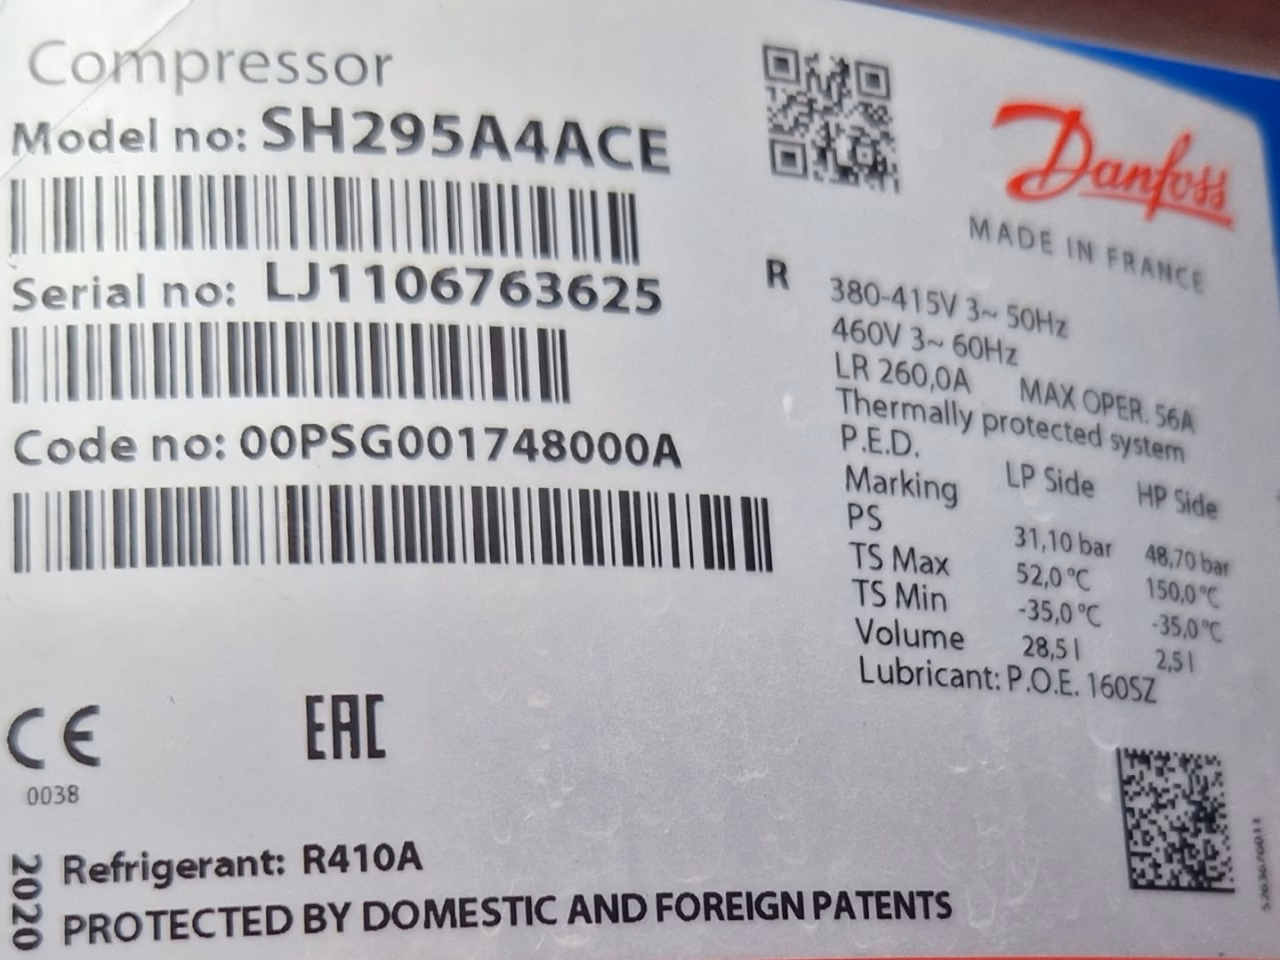 Compressor
Model no: SH295A4ACE
Serial no: LJ1106763625
Code no: 00PSG001748000A
CE
0038
EAC
2020
Refrigerant: R410A
PROTECTED BY DOMESTIC AND FOREIGN PATENTS
Danfoss
MADE IN FRANCE
R 380-415V 3~ 50Hz
460V 3~ 60Hz
LR 260,0A MAX OPER. 56A
Thermally protected system
P.E.D.
Marking LP Side HP Side
PS 31,10 bar 48,70 bar
TS Max 52,0°C 150,0°C
TS Min -35,0°C -35,0°C
Volume 28,5 l 2,5 l
Lubricant: P.O.E. 160SZ